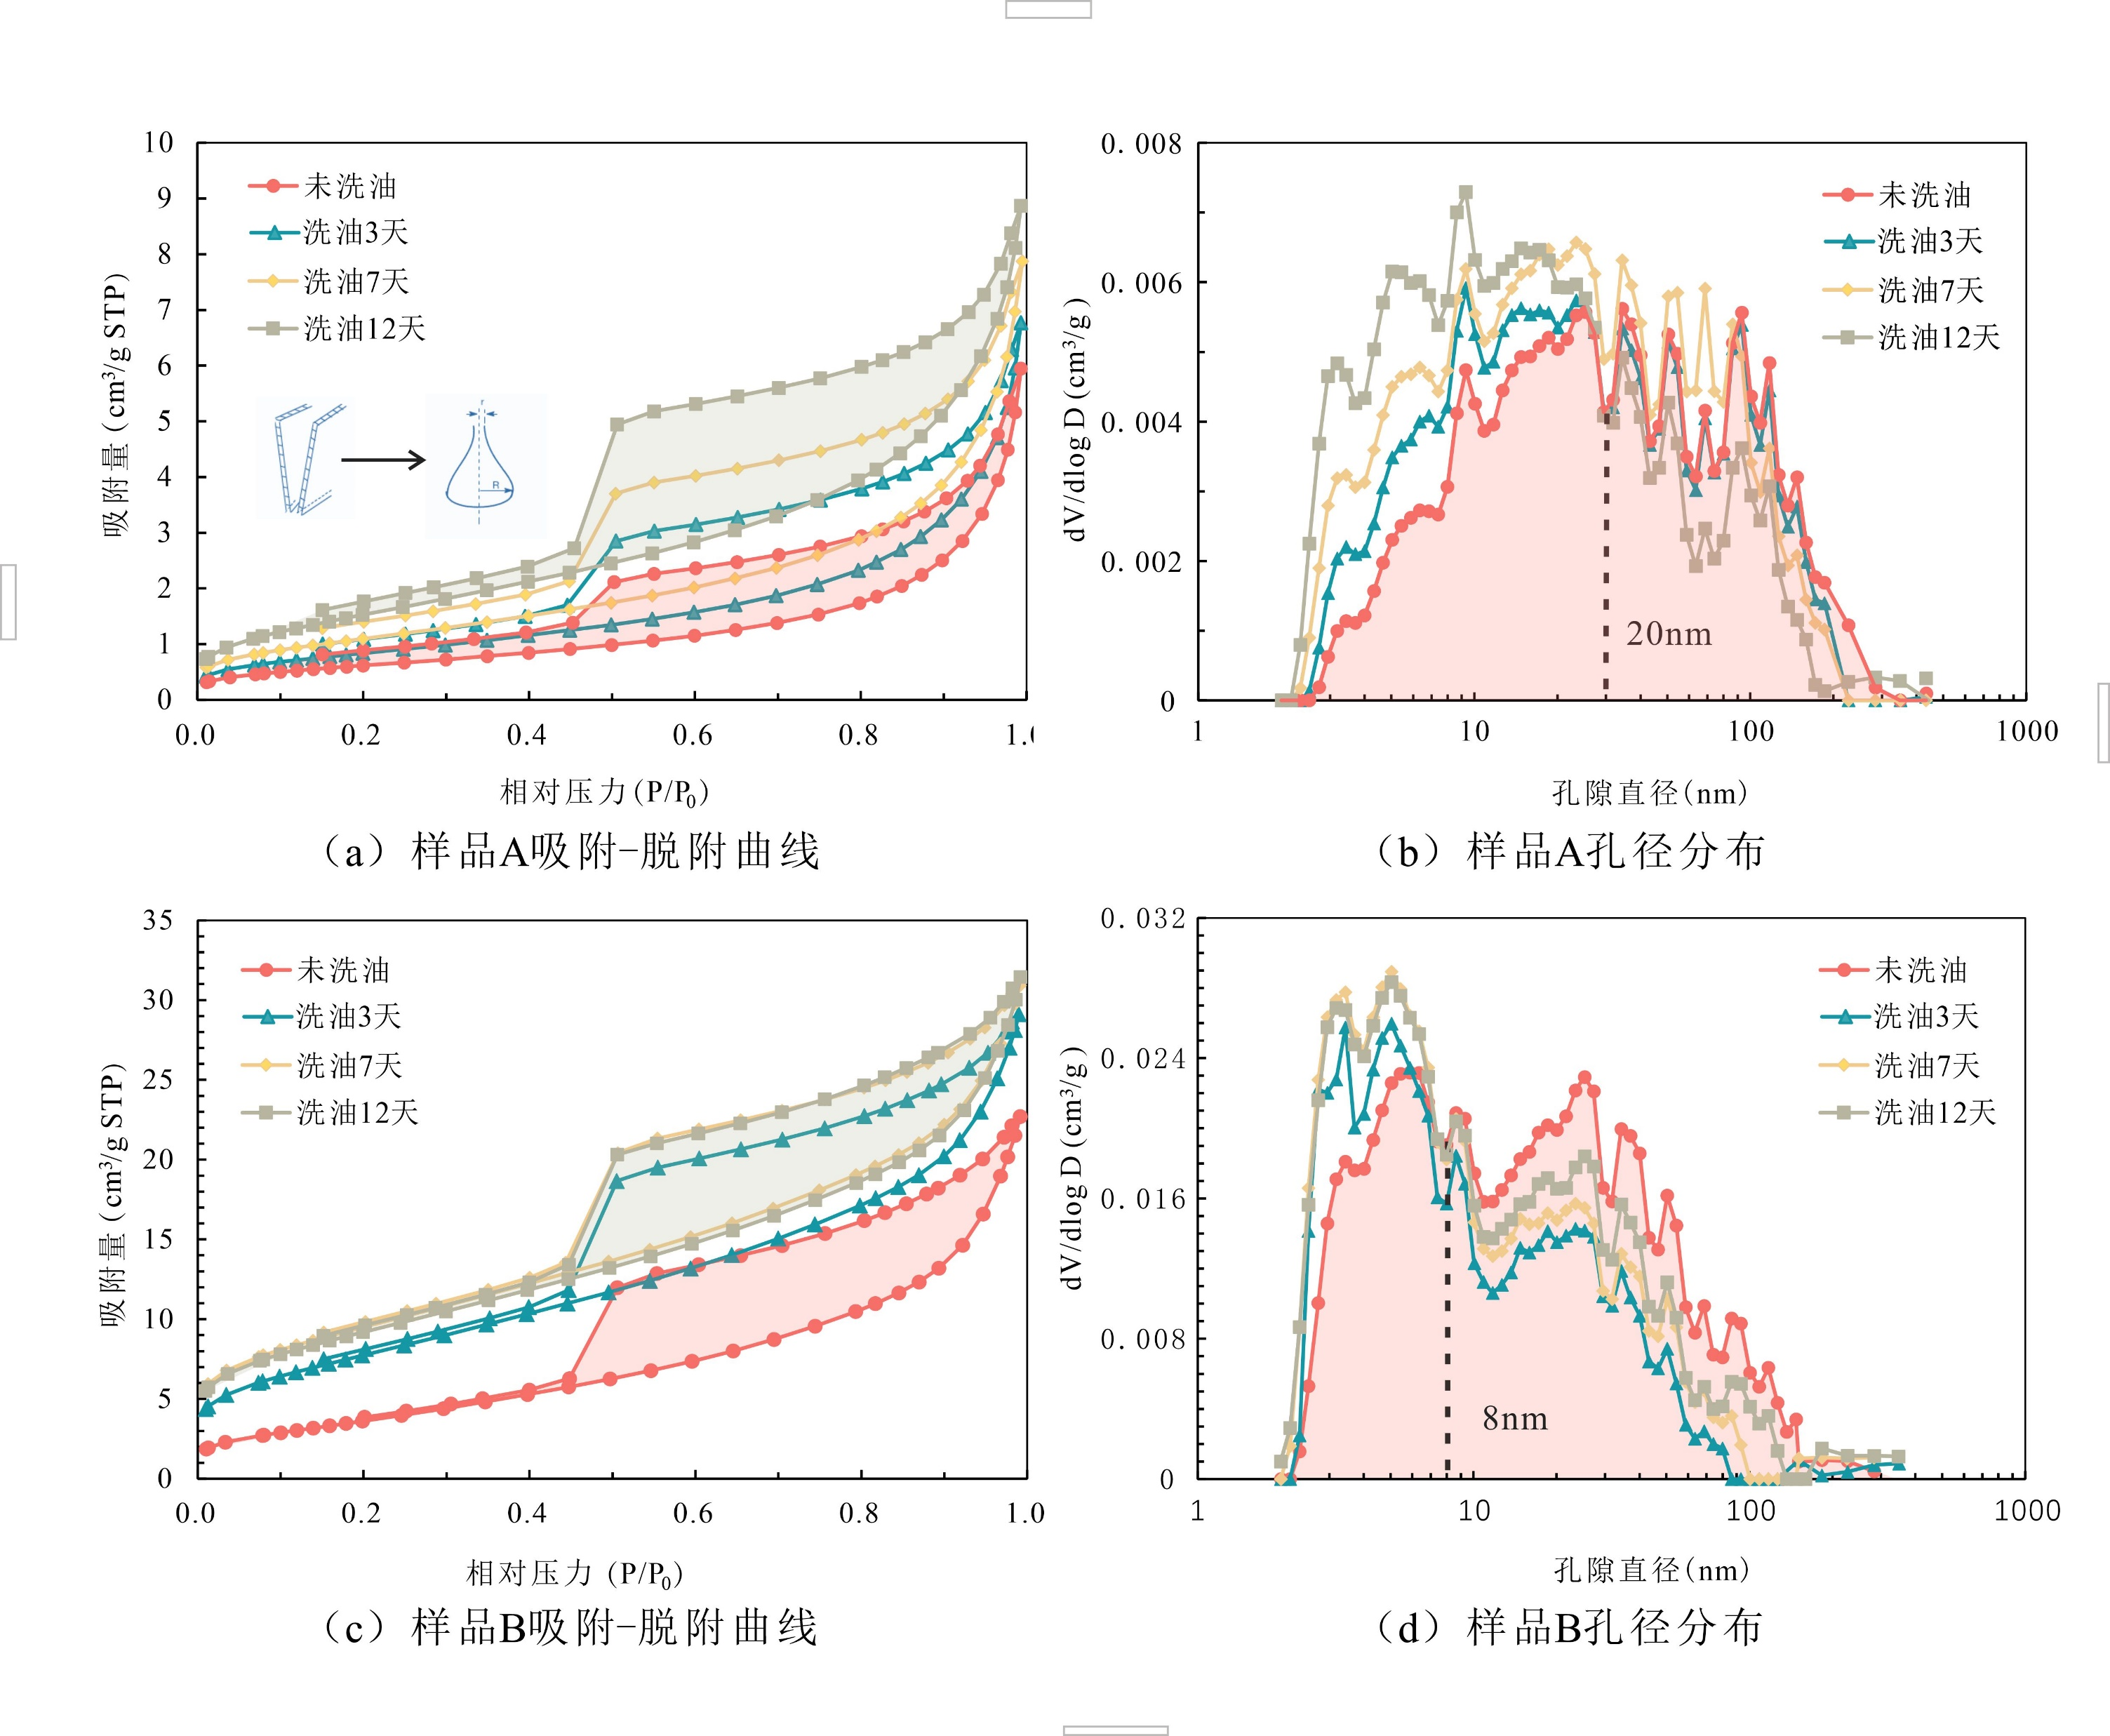 10
9
8
7
6
5
4
3
2
1
0
吸附量(cm³/g STP)
未洗油
洗油3天
洗油7天
洗油12天
r
R
0.0 0.2 0.4 0.6 0.8 1.0
相对压力(P/P₀)
(a) 样品A吸附-脱附曲线
0.008
0.006
0.004
0.002
0
dV/dlog D(cm³/g)
未洗油
洗油3天
洗油7天
洗油12天
20nm
1 10 100 1000
孔隙直径(nm)
(b) 样品A孔径分布
35
30
25
20
15
10
5
0
吸附量(cm³/g STP)
未洗油
洗油3天
洗油7天
洗油12天
0.0 0.2 0.4 0.6 0.8 1.0
相对压力 (P/P₀)
(c) 样品B吸附-脱附曲线
0.032
0.024
0.016
0.008
0
dV/dlog D(cm³/g)
未洗油
洗油3天
洗油7天
洗油12天
8nm
1 10 100 1000
孔隙直径(nm)
(d) 样品B孔径分布